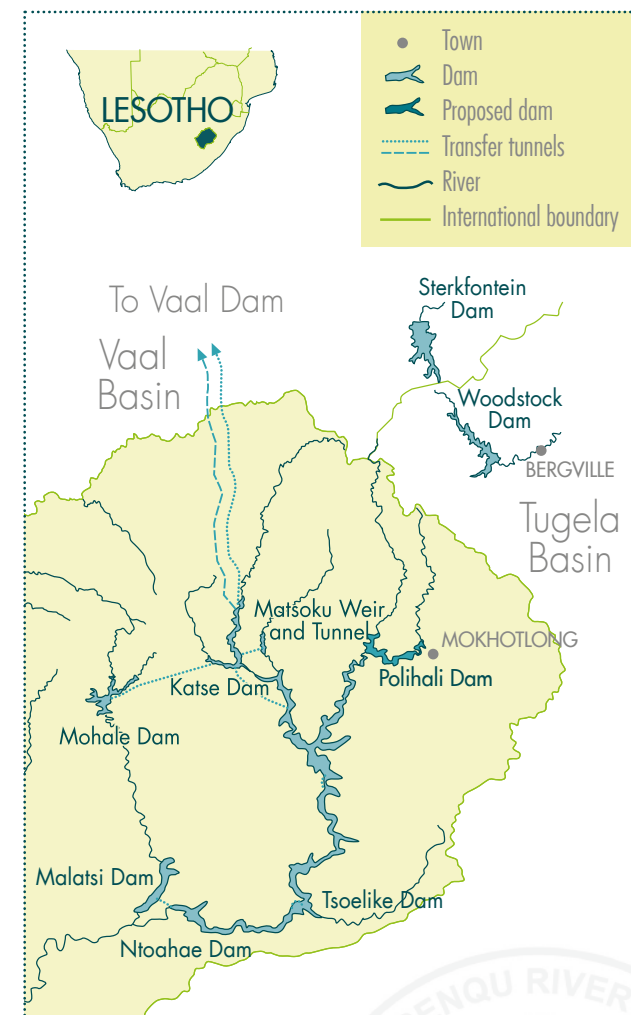 LESOTHO
Town
Dam
Proposed dam
Transfer tunnels
River
International boundary
To Vaal Dam
Vaal
Basin
Sterkfontein
Dam
Woodstock
Dam
BERGVILLE
Tugela
Basin
Matsoku Weir
and Tunnel
MOKHOTLONG
Katse Dam
Polihali Dam
Mohale Dam
Malatsi Dam
Tsoelike Dam
Ntoahae Dam
RIVER